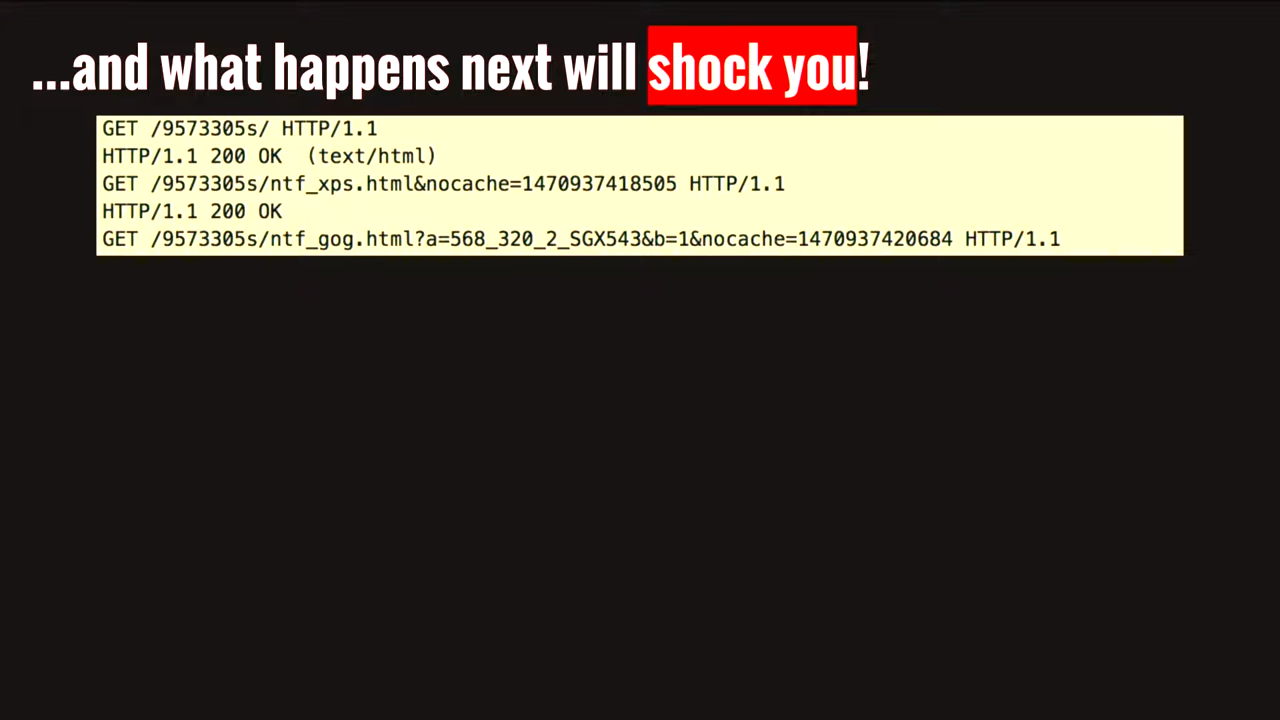 ...and what happens next will shock you!
GET /9573305s/ HTTP/1.1
HTTP/1.1 200 OK  (text/html)
GET /9573305s/ntf_xps.html&nocache=1470937418505 HTTP/1.1
HTTP/1.1 200 OK
GET /9573305s/ntf_gog.html?a=568_320_2_SGX543&b=1&nocache=1470937420684 HTTP/1.1